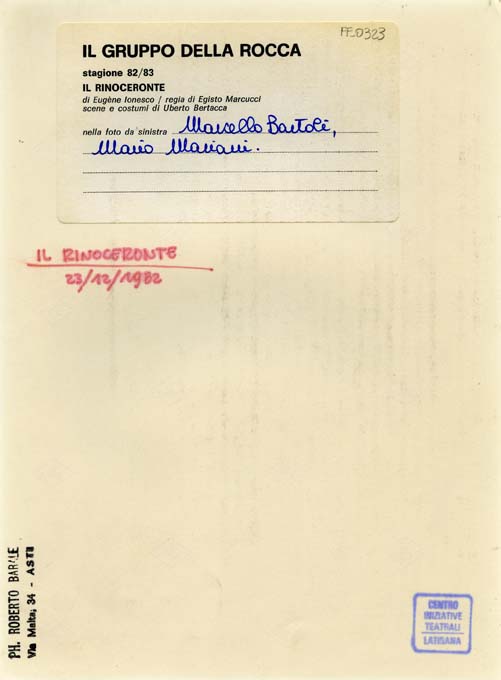 FF_0323
IL GRUPPO DELLA ROCCA
stagione 82/83
IL RINOCERONTE
di Eugène Ionesco / regia di Egisto Marcucci
scene e costumi di Uberto Bertacca
nella foto da sinistra Marcello Bartoli,
Mario Mariani.
IL RINOCERONTE
23/12/1982
PH. ROBERTO BARALE
Via Malta, 34 - ASTI
CENTRO
INIZIATIVE
TEATRALI
LATISANA